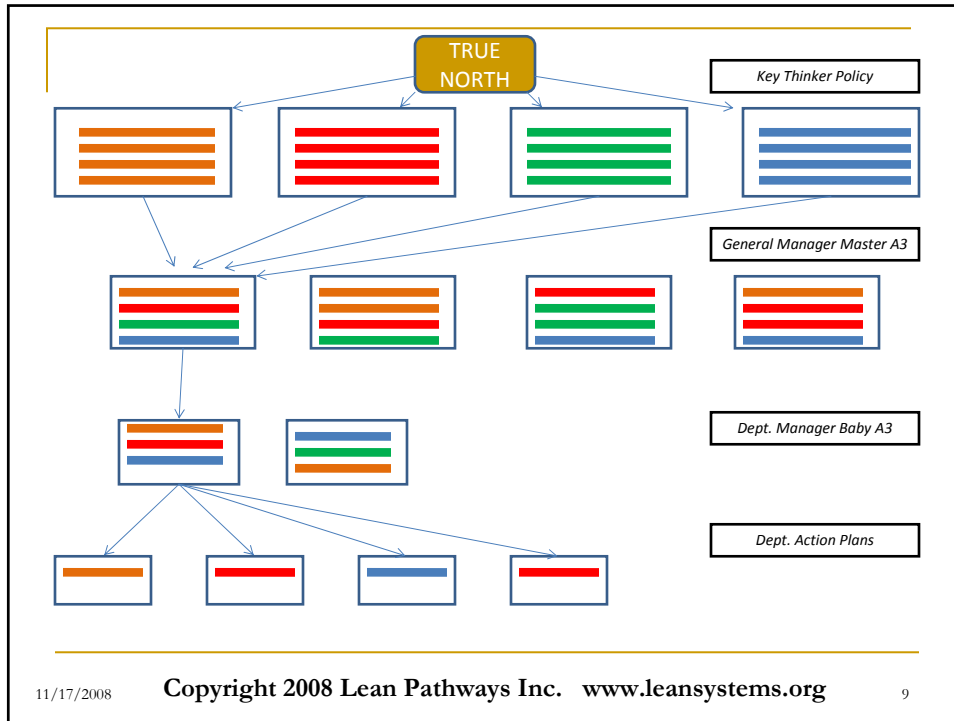 TRUE
NORTH
Key Thinker Policy
General Manager Master A3
Dept. Manager Baby A3
Dept. Action Plans
11/17/2008
Copyright 2008 Lean Pathways Inc. www.leansystems.org
9